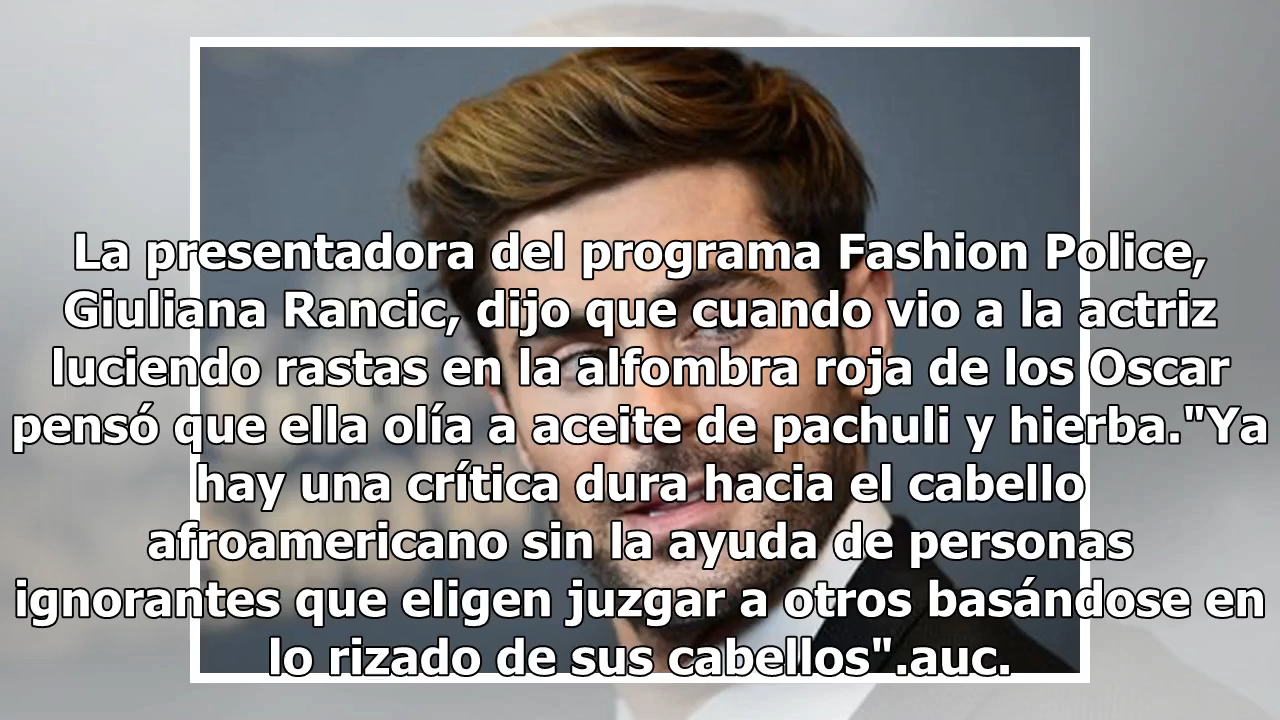 La presentadora del programa Fashion Police,
Giuliana Rancic, dijo que cuando vio a la actriz
luciendo rastas en la alfombra roja de los Oscar
pensó que ella olía a aceite de pachuli y hierba."Ya
hay una crítica dura hacia el cabello
afroamericano sin la ayuda de personas
ignorantes que eligen juzgar a otros basándose en
lo rizado de sus cabellos".auc.